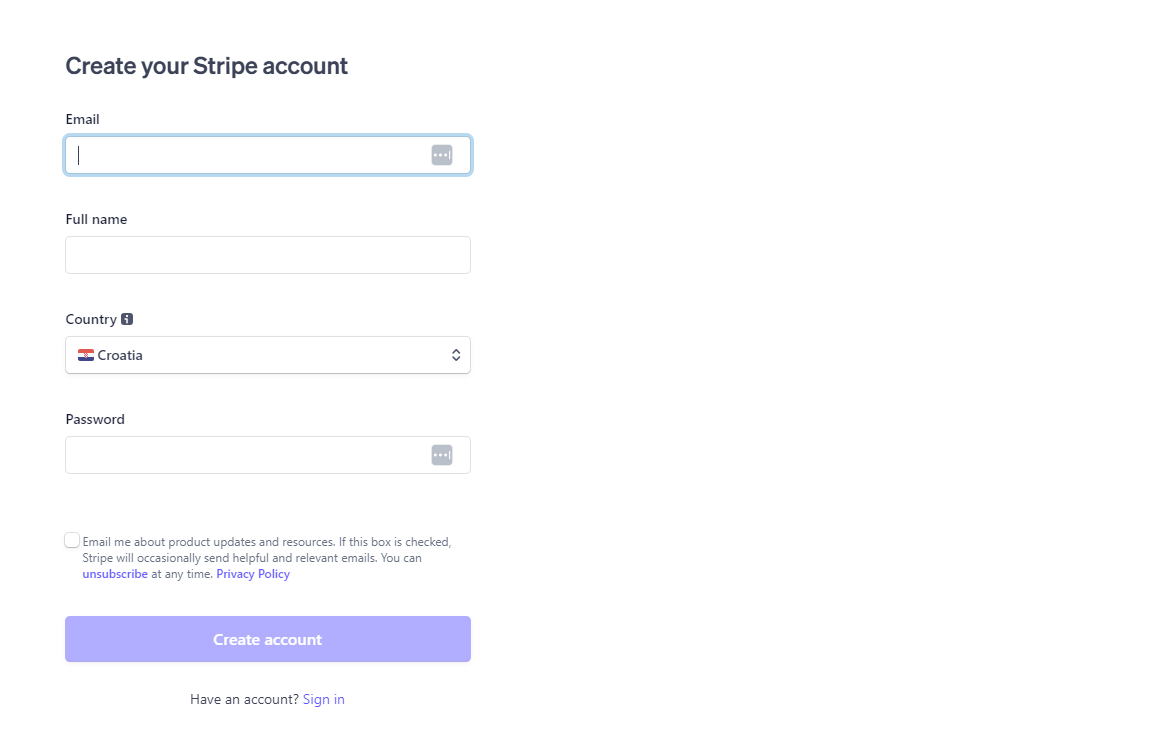 Create your Stripe account
Email
Full name
Country
Croatia
Password
Email me about product updates and resources. If this box is checked,
Stripe will occasionally send helpful and relevant emails. You can
unsubscribe at any time. Privacy Policy
Create account
Have an account? Sign in